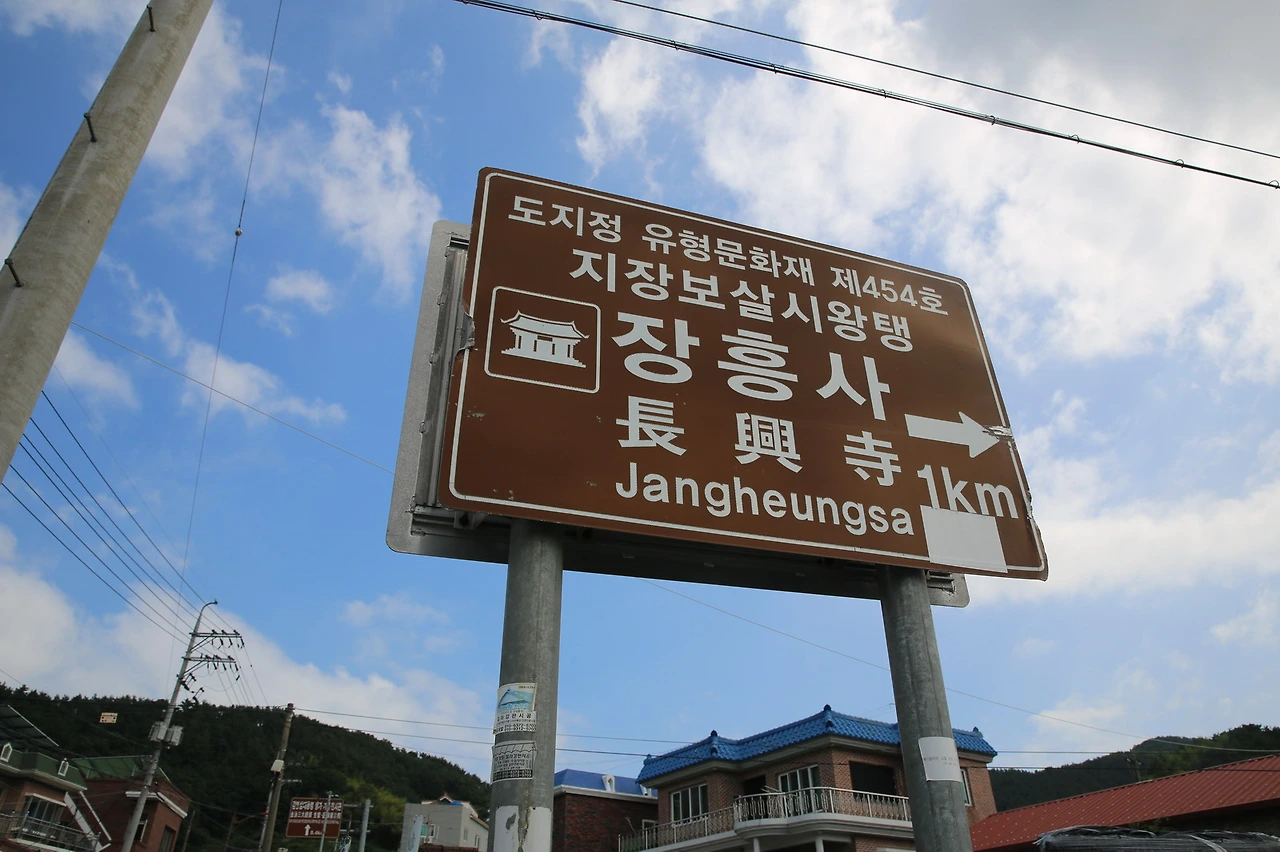 도지정 유형문화재 제454호
지장보살시왕탱
장흥사
長興寺
Jangheungsa
1km